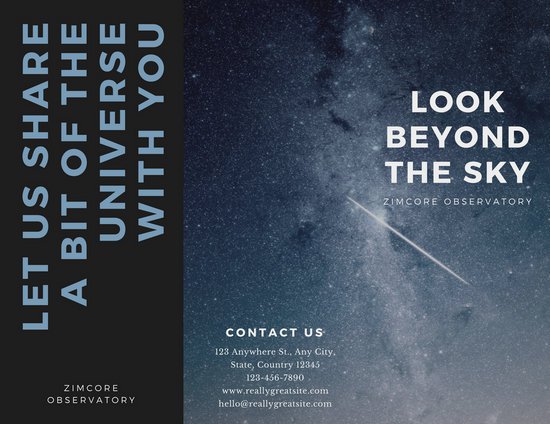 LET US SHARE
A BIT OF THE
UNIVERSE
WITH YOU
ZIMCORE
OBSERVATORY
CONTACT US
123 Anywhere St., Any City,
State, Country 12345
123-456-7890
www.reallygreatsite.com
hello@reallygreatsite.com
LOOK
BEYOND
THE SKY
ZIMCORE OBSERVATORY